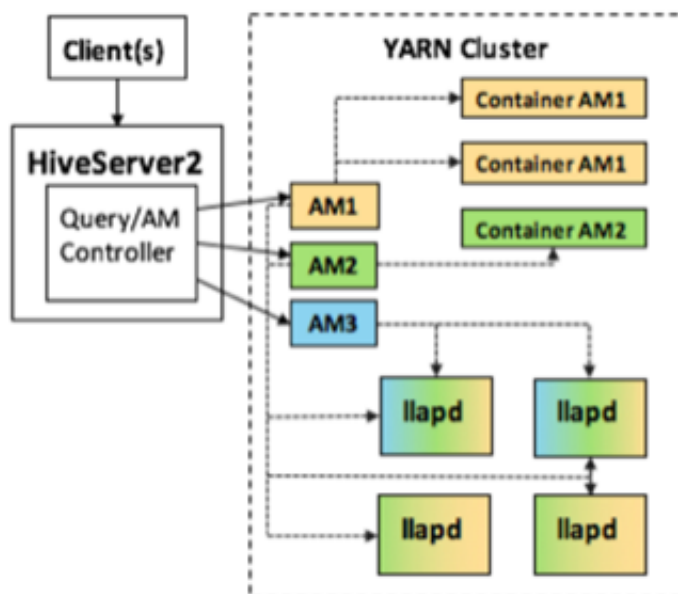 Client(s)
YARN Cluster
HiveServer2
Query/AM
Controller
AM1
AM2
AM3
Container AM1
Container AM1
Container AM2
llapd
llapd
llapd
llapd